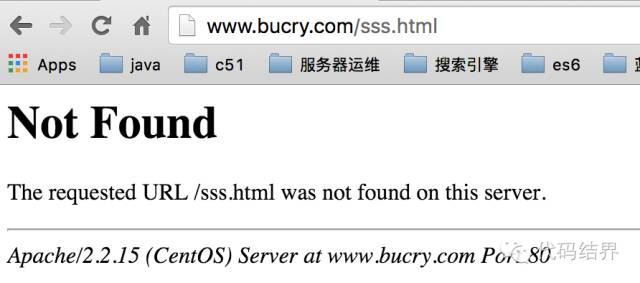 www.bucry.com/sss.html
Apps java c51 服务器运维 搜索引擎 es6
Not Found
The requested URL /sss.html was not found on this server.
Apache/2.2.15 (CentOS) Server at www.bucry.com Port 80
代码结界